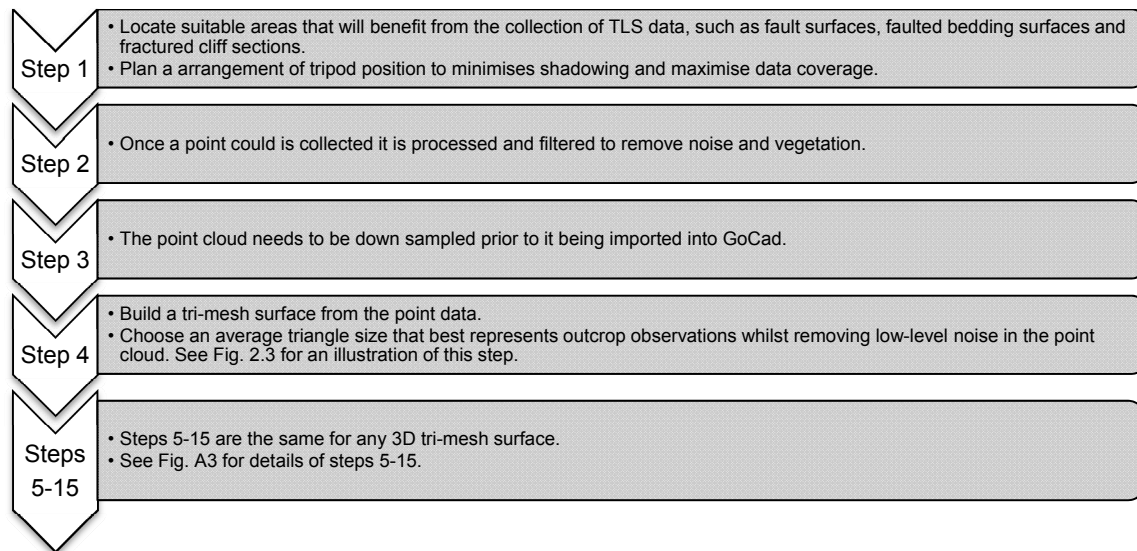 Step 1
• Locate suitable areas that will benefit from the collection of TLS data, such as fault surfaces, faulted bedding surfaces and
fractured cliff sections.
• Plan a arrangement of tripod position to minimises shadowing and maximise data coverage.
Step 2
• Once a point could is collected it is processed and filtered to remove noise and vegetation.
Step 3
• The point cloud needs to be down sampled prior to it being imported into GoCad.
Step 4
• Build a tri-mesh surface from the point data.
• Choose an average triangle size that best represents outcrop observations whilst removing low-level noise in the point
cloud. See Fig. 2.3 for an illustration of this step.
Steps
5-15
• Steps 5-15 are the same for any 3D tri-mesh surface.
• See Fig. A3 for details of steps 5-15.